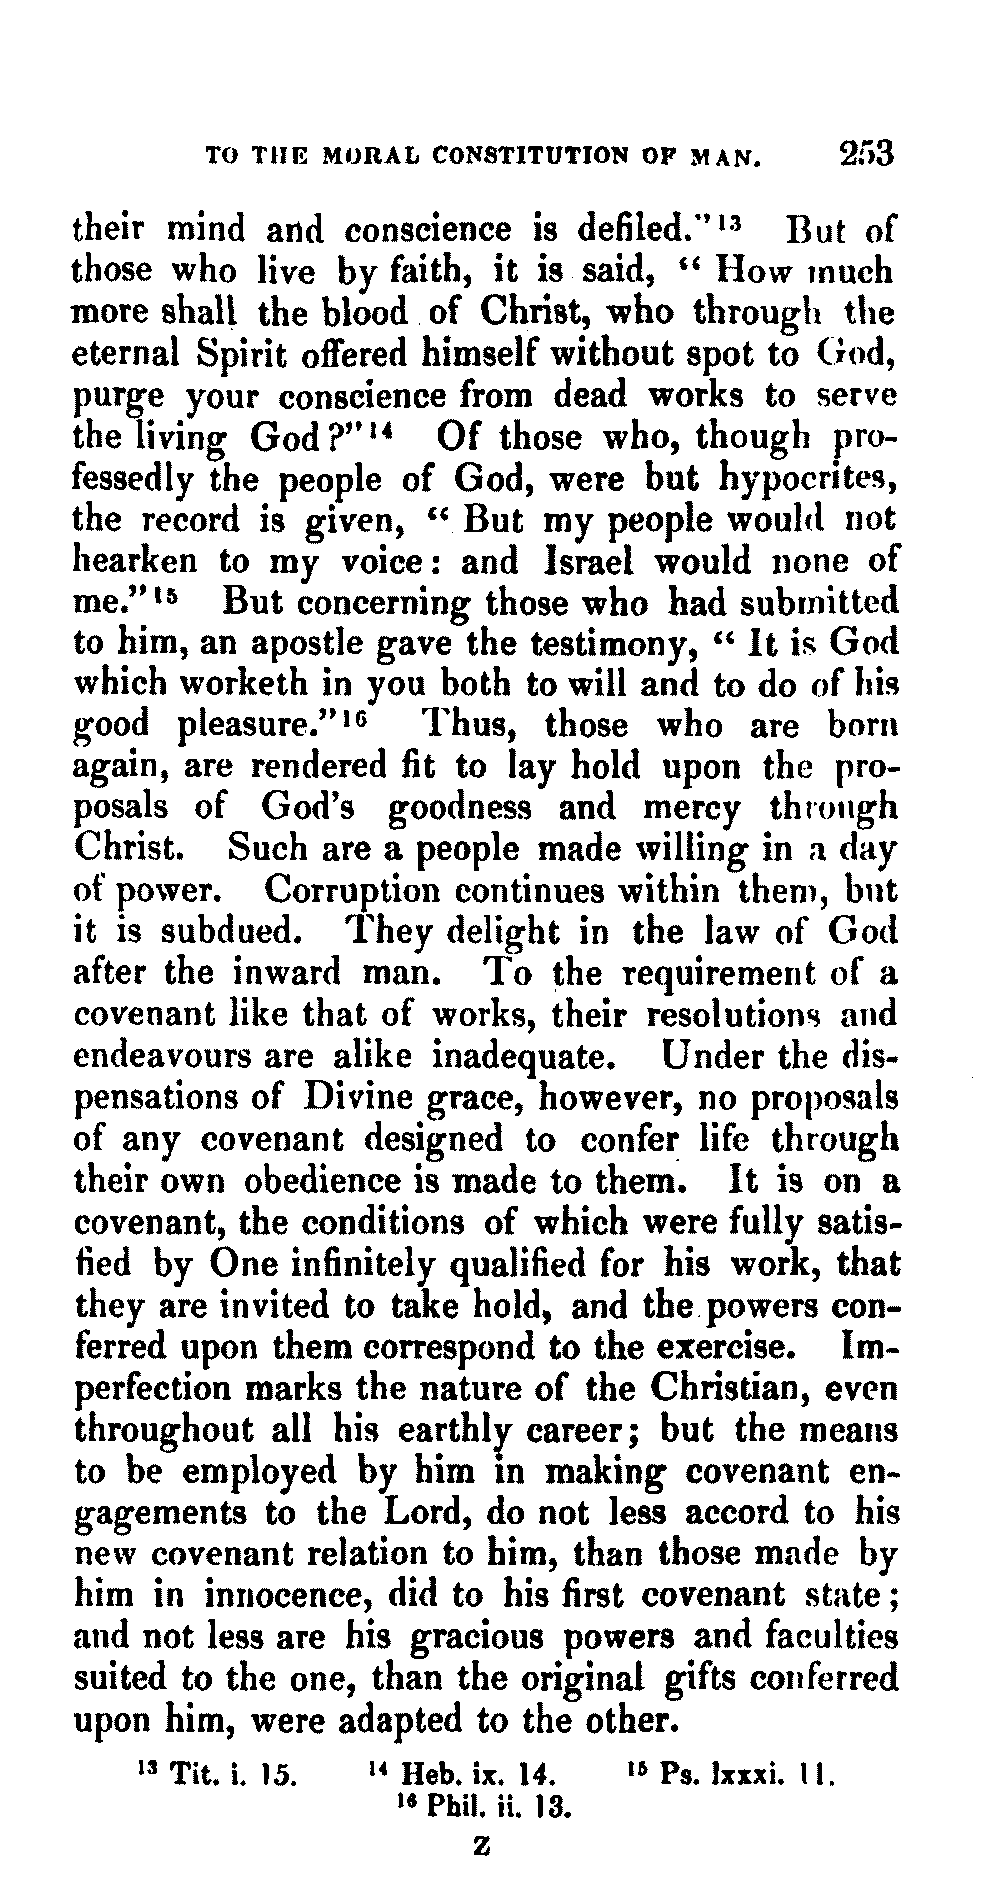 TO THE MORAL CONSTITUTION OF MAN. 253
their mind and conscience is defiled."¹³ But of
those who live by faith, it is said, “ How much
more shall the blood of Christ, who through the
eternal Spirit offered himself without spot to God,
purge your conscience from dead works to serve
the living God?”¹⁴ Of those who, though pro-
fessedly the people of God, were but hypocrites,
the record is given, “ But my people would not
hearken to my voice: and Israel would none of
me.”¹⁵ But concerning those who had submitted
to him, an apostle gave the testimony, “ It is God
which worketh in you both to will and to do of his
good pleasure.”¹⁶ Thus, those who are born
again, are rendered fit to lay hold upon the pro-
posals of God’s goodness and mercy through
Christ. Such are a people made willing in a day
of power. Corruption continues within them, but
it is subdued. They delight in the law of God
after the inward man. To the requirement of a
covenant like that of works, their resolutions and
endeavours are alike inadequate. Under the dis-
pensations of Divine grace, however, no proposals
of any covenant designed to confer life through
their own obedience is made to them. It is on a
covenant, the conditions of which were fully satis-
fied by One infinitely qualified for his work, that
they are invited to take hold, and the powers con-
ferred upon them correspond to the exercise. Im-
perfection marks the nature of the Christian, even
throughout all his earthly career; but the means
to be employed by him in making covenant en-
gagements to the Lord, do not less accord to his
new covenant relation to him, than those made by
him in innocence, did to his first covenant state;
and not less are his gracious powers and faculties
suited to the one, than the original gifts conferred
upon him, were adapted to the other.
¹³ Tit. i. 15. ¹⁴ Heb. ix. 14. ¹⁵ Ps. lxxxi. 11.
¹⁶ Phil. ii. 13.
Z